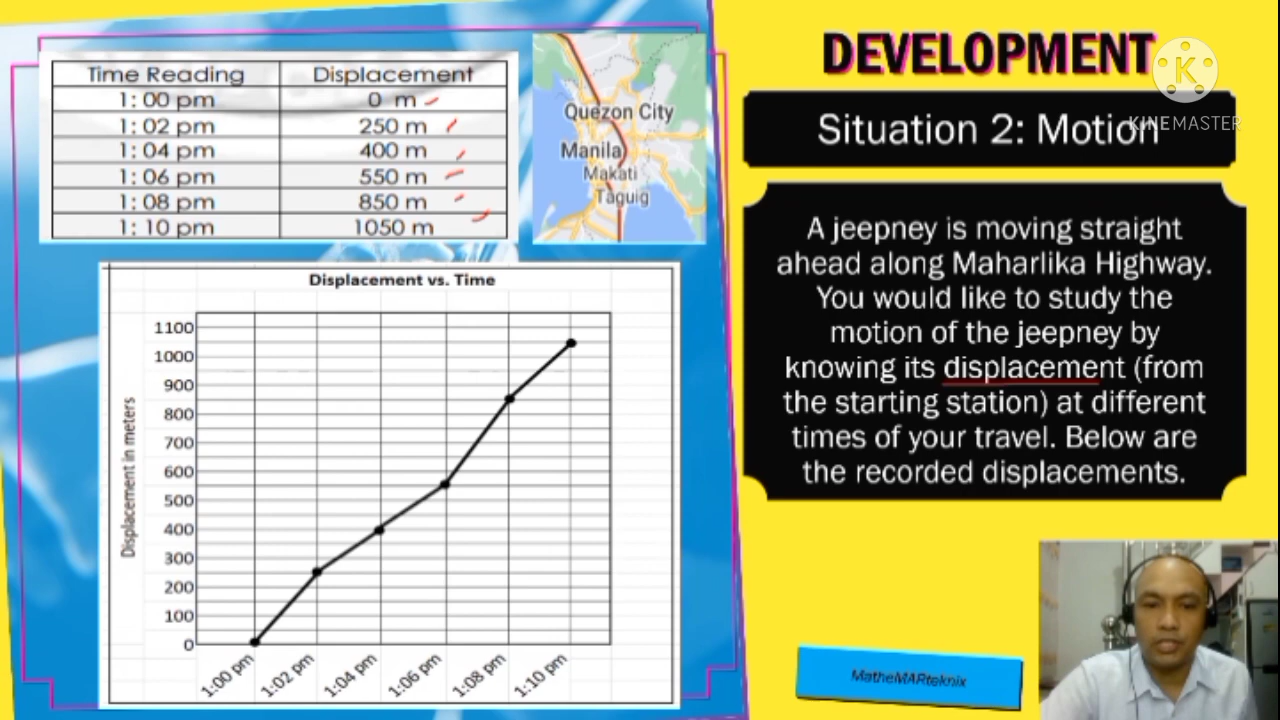 DEVELOPMENT
KINEMASTER
Situation 2: Motion
A jeepney is moving straight
ahead along Maharlika Highway.
You would like to study the
motion of the jeepney by
knowing its displacement (from
the starting station) at different
times of your travel. Below are
the recorded displacements.
Time Reading Displacement
1: 00 pm 0 m
1: 02 pm 250 m
1: 04 pm 400 m
1: 06 pm 550 m
1: 08 pm 850 m
1: 10 pm 1050 m
Quezon City
Manila
Makati
Taguig
Displacement vs. Time
Displacement in meters
1100
1000
900
800
700
600
500
400
300
200
100
0
1:00 pm 1:02 pm 1:04 pm 1:06 pm 1:08 pm 1:10 pm
MatheMARteknix